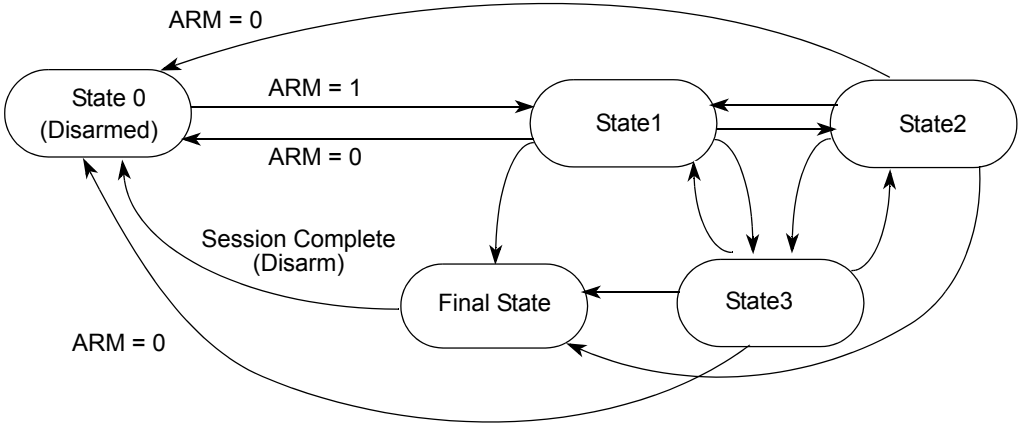 ARM = 0
State 0
(Disarmed)
ARM = 1
State1
State2
ARM = 0
Session Complete
(Disarm)
Final State
State3
ARM = 0